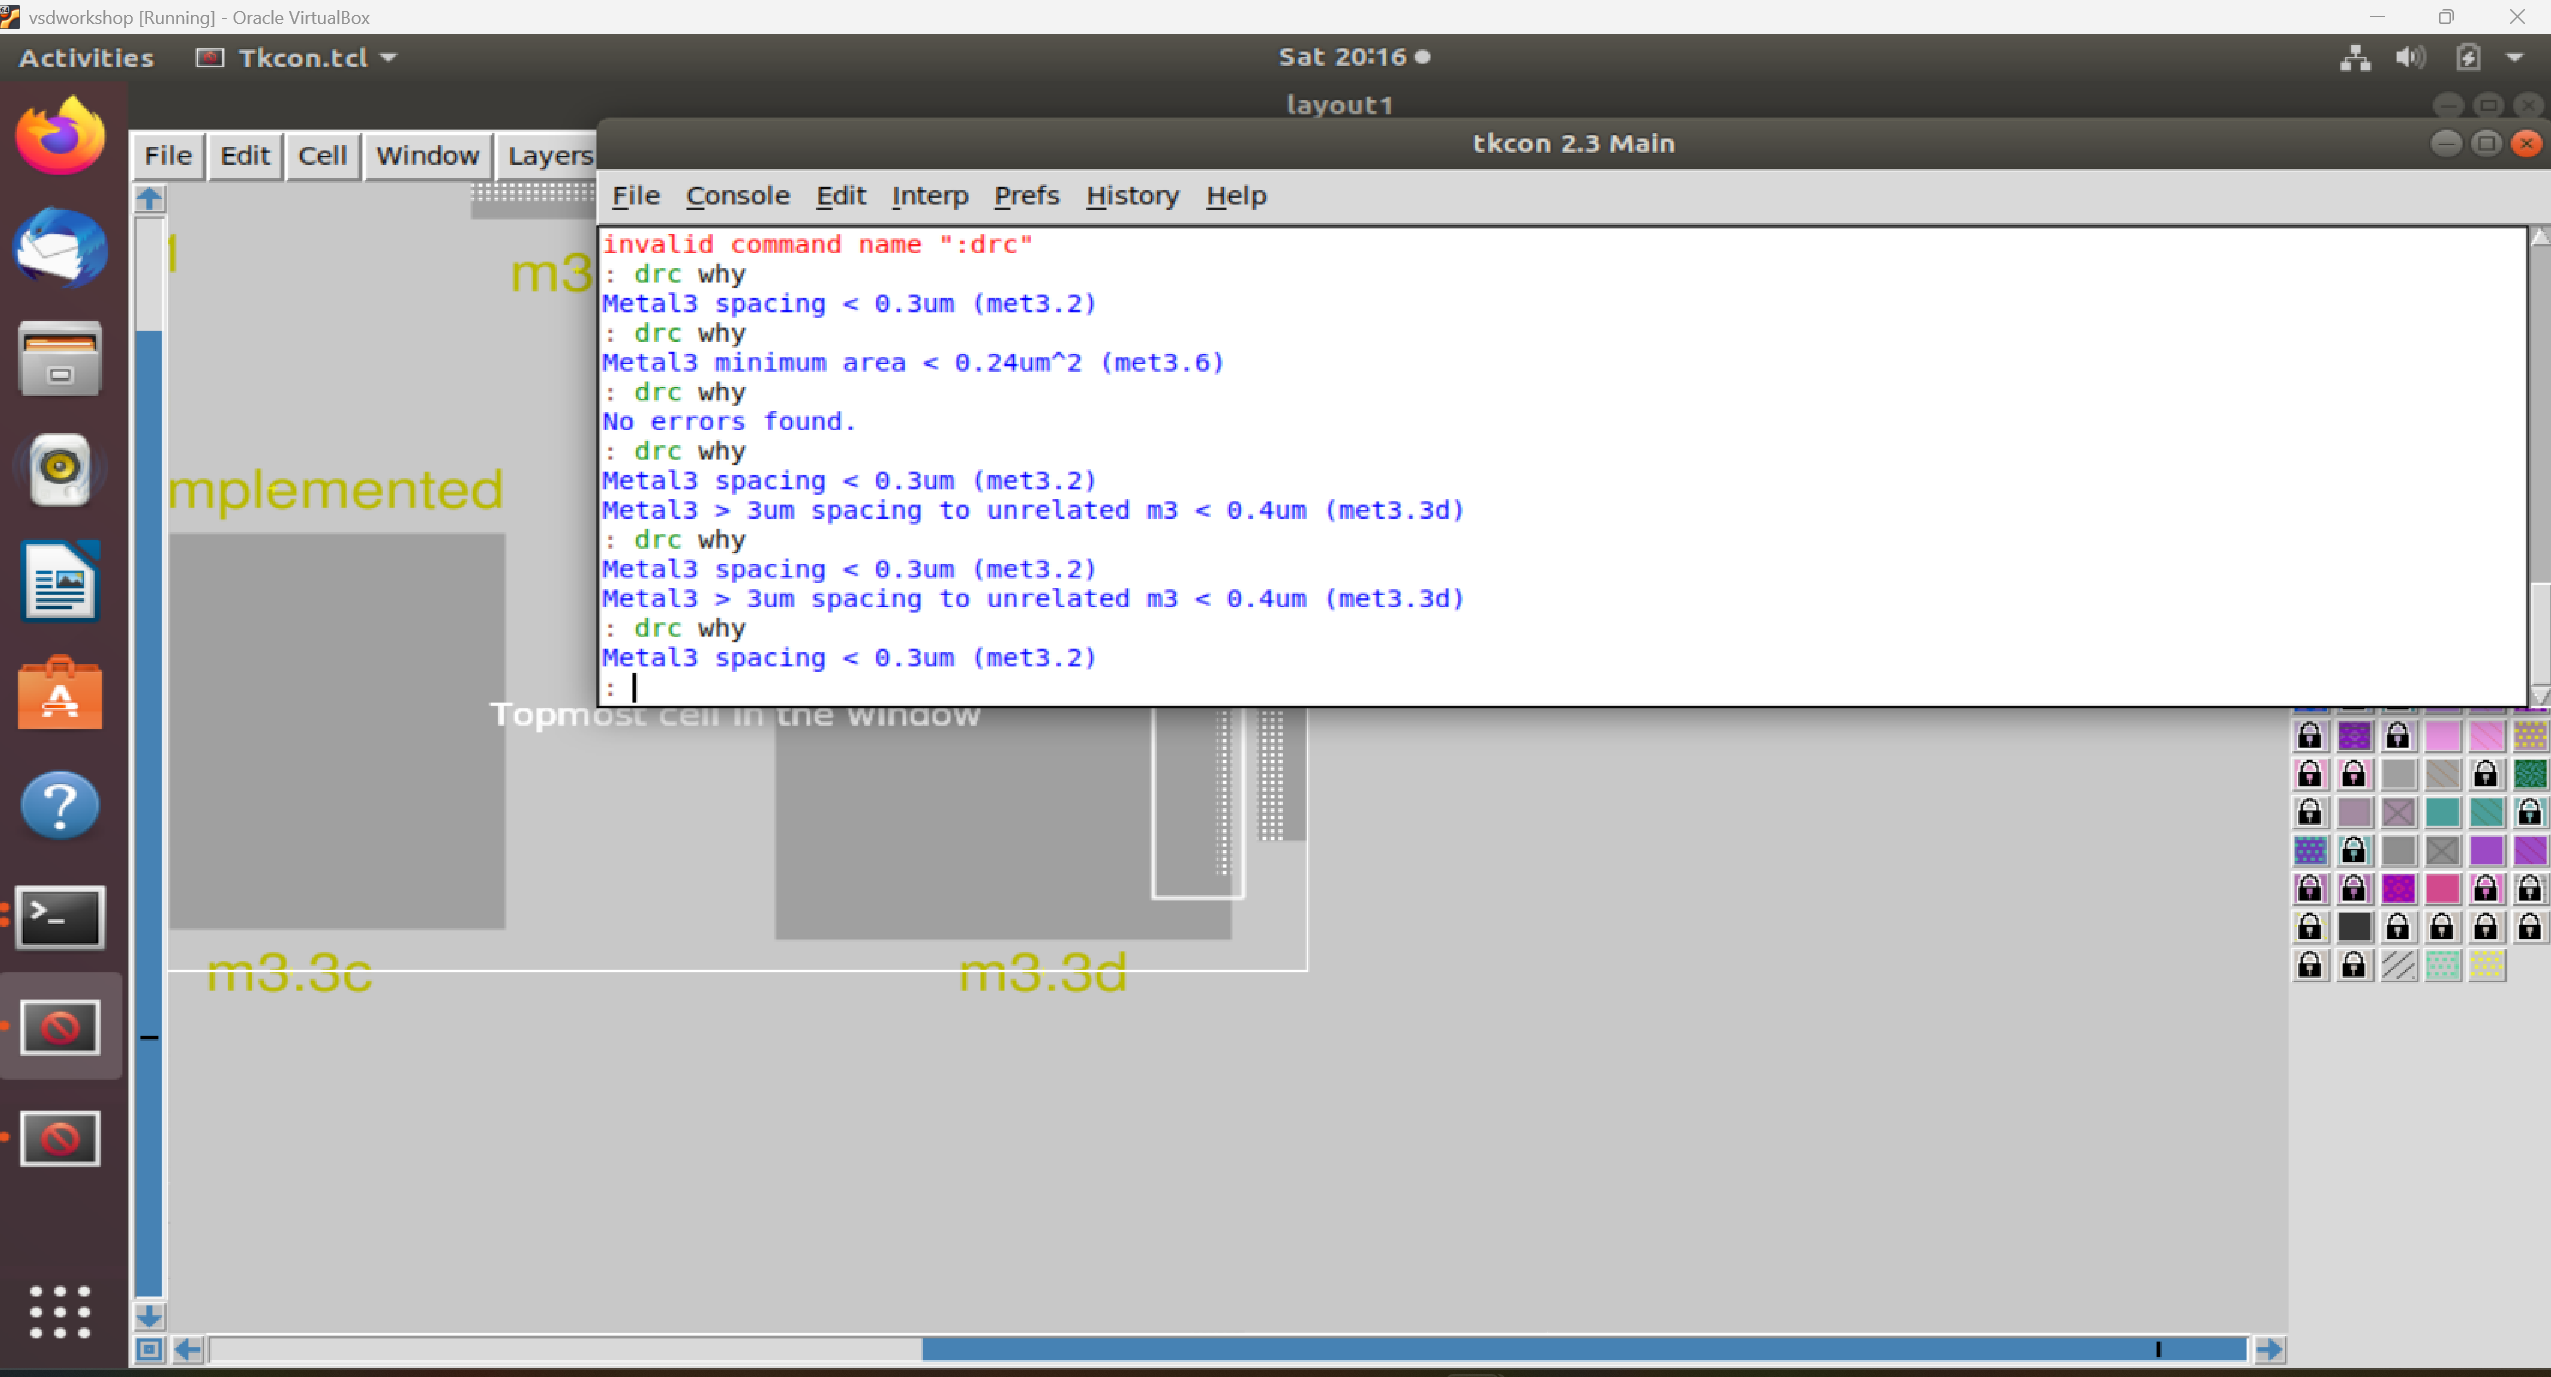 vsdworkshop [Running] - Oracle VirtualBox
Activities Tkcon.tcl Sat 20:16
layout1
File Edit Cell Window Layers
tkcon 2.3 Main
File Console Edit Interp Prefs History Help
invalid command name ":drc"
: drc why
Metal3 spacing < 0.3um (met3.2)
: drc why
Metal3 minimum area < 0.24um^2 (met3.6)
: drc why
No errors found.
: drc why
Metal3 spacing < 0.3um (met3.2)
Metal3 > 3um spacing to unrelated m3 < 0.4um (met3.3d)
: drc why
Metal3 spacing < 0.3um (met3.2)
Metal3 > 3um spacing to unrelated m3 < 0.4um (met3.3d)
: drc why
Metal3 spacing < 0.3um (met3.2)
:
m3
mplemented
Topmost cell in the window
m3.3c
m3.3d